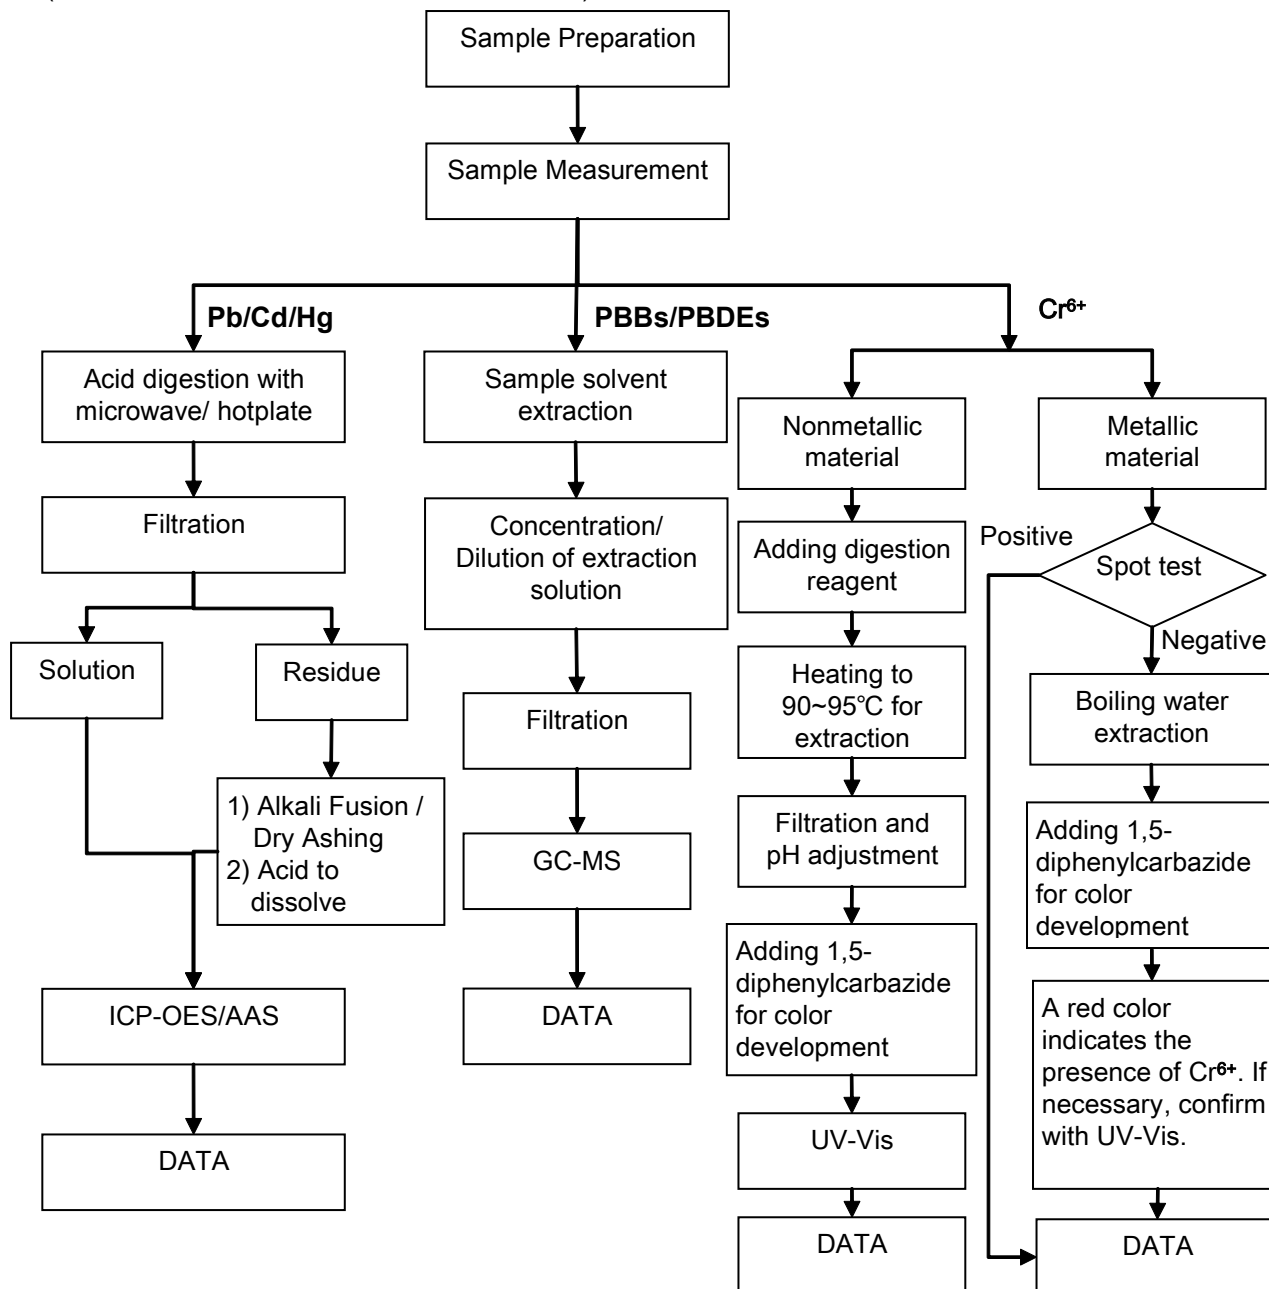 Sample Preparation
Sample Measurement
Pb/Cd/Hg
PBBs/PBDEs
Cr⁶⁺
Acid digestion with
microwave/ hotplate
Filtration
Solution
Residue
1) Alkali Fusion /
Dry Ashing
2) Acid to
dissolve
ICP-OES/AAS
DATA
Sample solvent
extraction
Concentration/
Dilution of extraction
solution
Filtration
GC-MS
DATA
Nonmetallic
material
Adding digestion
reagent
Heating to
90~95℃ for
extraction
Filtration and
pH adjustment
Adding 1,5-
diphenylcarbazide
for color
development
UV-Vis
DATA
Metallic
material
Spot test
Positive
Negative
Boiling water
extraction
Adding 1,5-
diphenylcarbazide
for color
development
A red color
indicates the
presence of Cr⁶⁺. If
necessary, confirm
with UV-Vis.
DATA